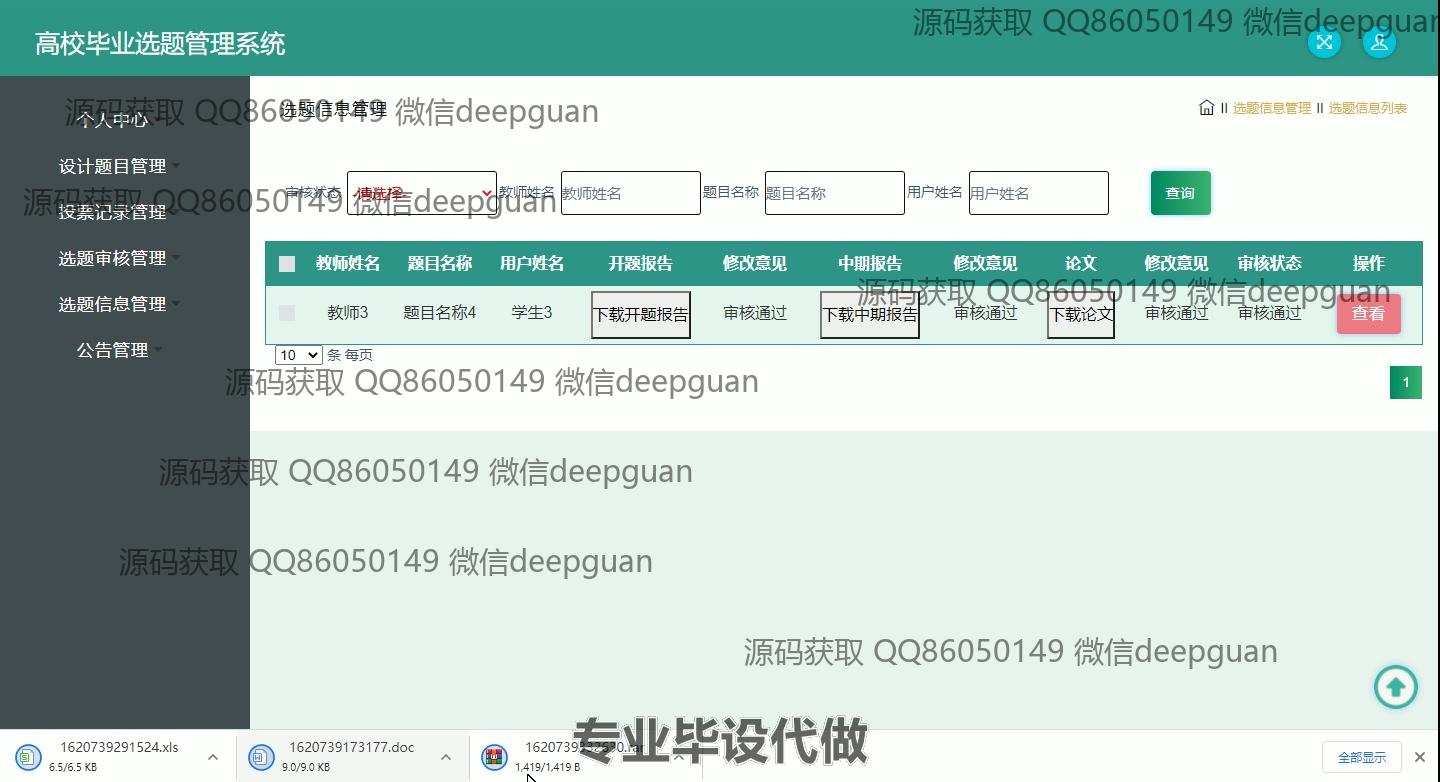 源码获取 QQ86050149 微信deepguan
高校毕业选题管理系统
源码获取 QQ86050149 微信deepguan
个人中心
选题信息管理
选题信息管理 选题信息列表
设计题目管理
审核状态 -请选择- 教师姓名 教师姓名 题目名称 题目名称 用户姓名 用户姓名 查询
源码获取 QQ86050149 微信deepguan
投票记录管理
选题审核管理
教师姓名 题目名称 用户姓名 开题报告 修改意见 中期报告 修改意见 论文 修改意见 审核状态 操作
源码获取 QQ86050149 微信deepguan
选题信息管理
教师3 题目名称4 学生3 下载开题报告 审核通过 下载中期报告 审核通过 下载论文 审核通过 审核通过 查看
公告管理
10 条 每页
源码获取 QQ86050149 微信deepguan
1
源码获取 QQ86050149 微信deepguan
源码获取 QQ86050149 微信deepguan
源码获取 QQ86050149 微信deepguan
专业毕设代做
1620739291524.xls
6.5/6.5 KB
1620739173177.doc
9.0/9.0 KB
1,419/1,419 B
全部显示